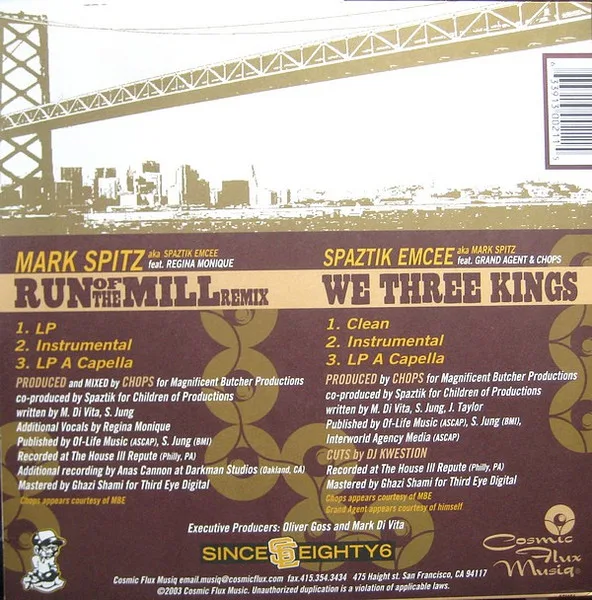 6 33913 00211 5
MARK SPITZ aka SPAZTIK EMCEE
feat. REGINA MONIQUE
RUN OF THE MILL REMIX
1. LP
2. Instrumental
3. LP A Capella
PRODUCED and MIXED by CHOPS for Magnificent Butcher Productions
co-produced by Spaztik for Children of Productions
written by M. Di Vita, S. Jung
Additional Vocals by Regina Monique
Published by Of-Life Music (ASCAP), S. Jung (BMI)
Recorded at The House Ill Repute (Philly, PA)
Additional recording by Anas Cannon at Darkman Studios (Oakland, CA)
Mastered by Ghazi Shami for Third Eye Digital
Chops appears courtesy of MBE
SPAZTIK EMCEE aka MARK SPITZ
feat. GRAND AGENT & CHOPS
WE THREE KINGS
1. Clean
2. Instrumental
3. LP A Capella
PRODUCED by CHOPS for Magnificent Butcher Productions
co-produced by Spaztik for Children of Productions
written by M. Di Vita, S. Jung, J. Taylor
Published by Of-Life Music (ASCAP), S. Jung (BMI),
Interworld Agency Media (ASCAP)
CUTS by DJ KWESTION
Recorded at The House Ill Repute (Philly, PA)
Mastered by Ghazi Shami for Third Eye Digital
Chops appears courtesy of MBE
Grand Agent appears courtesy of himself
Executive Producers: Oliver Goss and Mark Di Vita
SINCE SE EIGHTY6
Cosmic Flux Musiq
Cosmic Flux Musiq email.musiq@cosmicflux.com fax.415.354.3434 475 Haight st. San Francisco, CA 94117
©2003 Cosmic Flux Music. Unauthorized duplication is a violation of applicable laws.